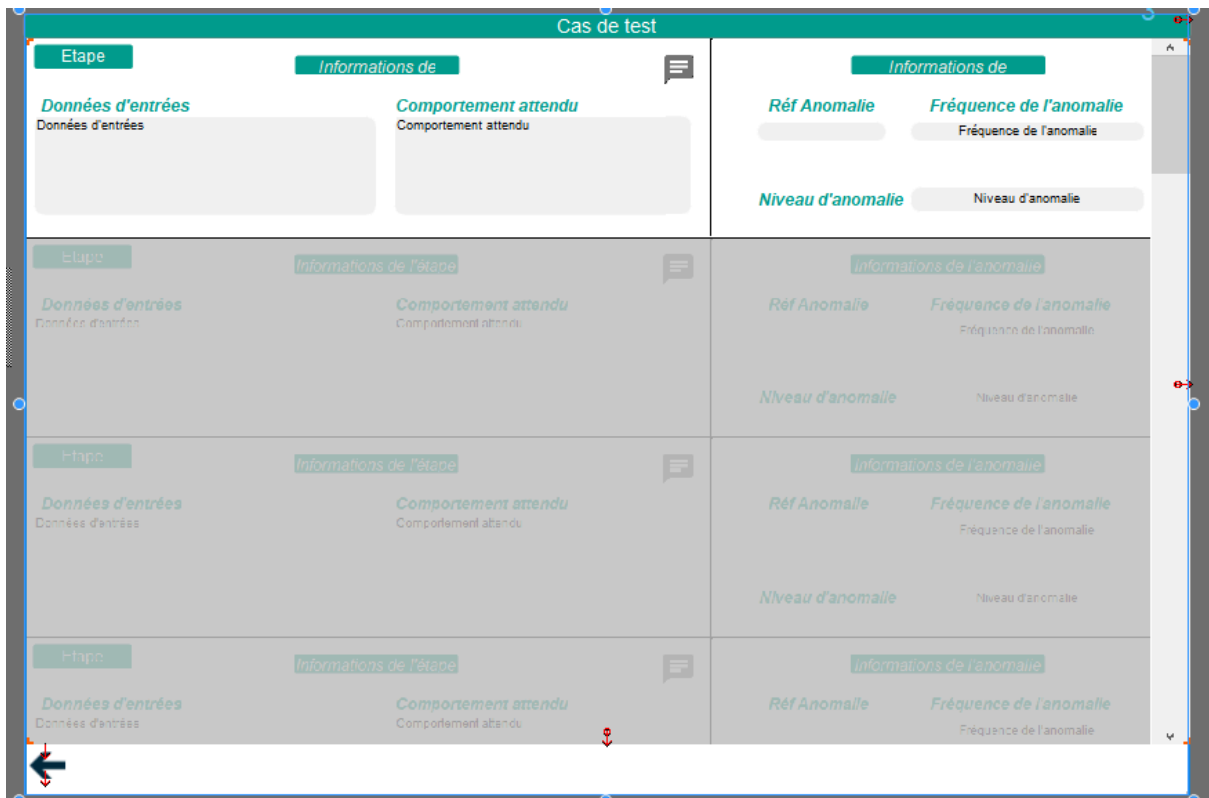 Cas de test
Etape
Informations de
Informations de
Données d'entrées
Comportement attendu
Réf Anomalie
Fréquence de l'anomalie
Données d'entrées
Comportement attendu
Fréquence de l'anomalie
Niveau d'anomalie
Niveau d'anomalie
Etape
Informations de l'étape
Informations de l'anomalie
Données d'entrées
Comportement attendu
Réf Anomalie
Fréquence de l'anomalie
Données d'entrées
Comportement attendu
Fréquence de l'anomalie
Niveau d'anomalie
Niveau d'anomalie
Etape
Informations de l'étape
Informations de l'anomalie
Données d'entrées
Comportement attendu
Réf Anomalie
Fréquence de l'anomalie
Données d'entrées
Comportement attendu
Fréquence de l'anomalie
Niveau d'anomalie
Niveau d'anomalie
Etape
Informations de l'étape
Informations de l'anomalie
Données d'entrées
Comportement attendu
Réf Anomalie
Fréquence de l'anomalie
Données d'entrées
Comportement attendu
Fréquence de l'anomalie